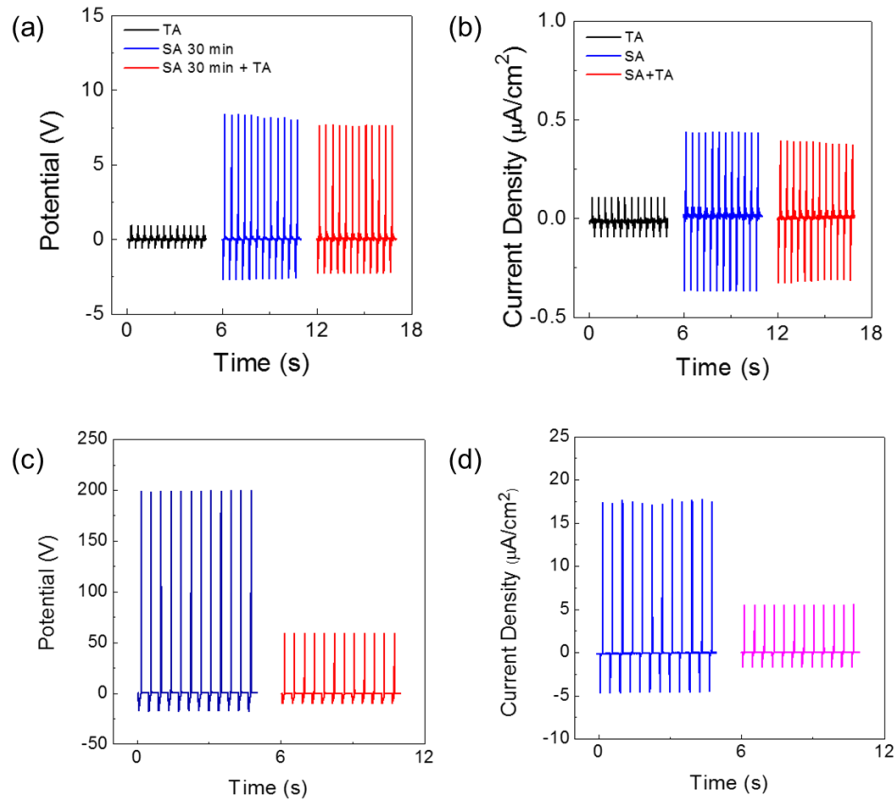 (a)
15
10
5
0
-5
Potential (V)
TA
SA 30 min
SA 30 min + TA
0 6 12 18
Time (s)
(b)
1.0
0.5
0.0
-0.5
Current Density (μA/cm²)
TA
SA
SA+TA
0 6 12 18
Time (s)
(c)
250
200
150
100
50
0
-50
Potential (V)
0 6 12
Time (s)
(d)
25
20
15
10
5
0
-5
-10
Current Density (μA/cm²)
0 6 12
Time (s)